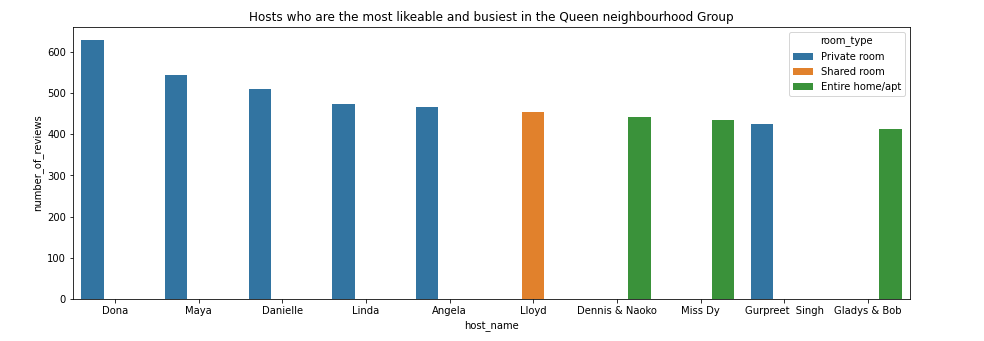 Hosts who are the most likeable and busiest in the Queen neighbourhood Group
room_type
Private room
Shared room
Entire home/apt
number_of_reviews
600
500
400
300
200
100
0
Dona Maya Danielle Linda Angela Lloyd Dennis & Naoko Miss Dy Gurpreet  Singh Gladys & Bob
host_name